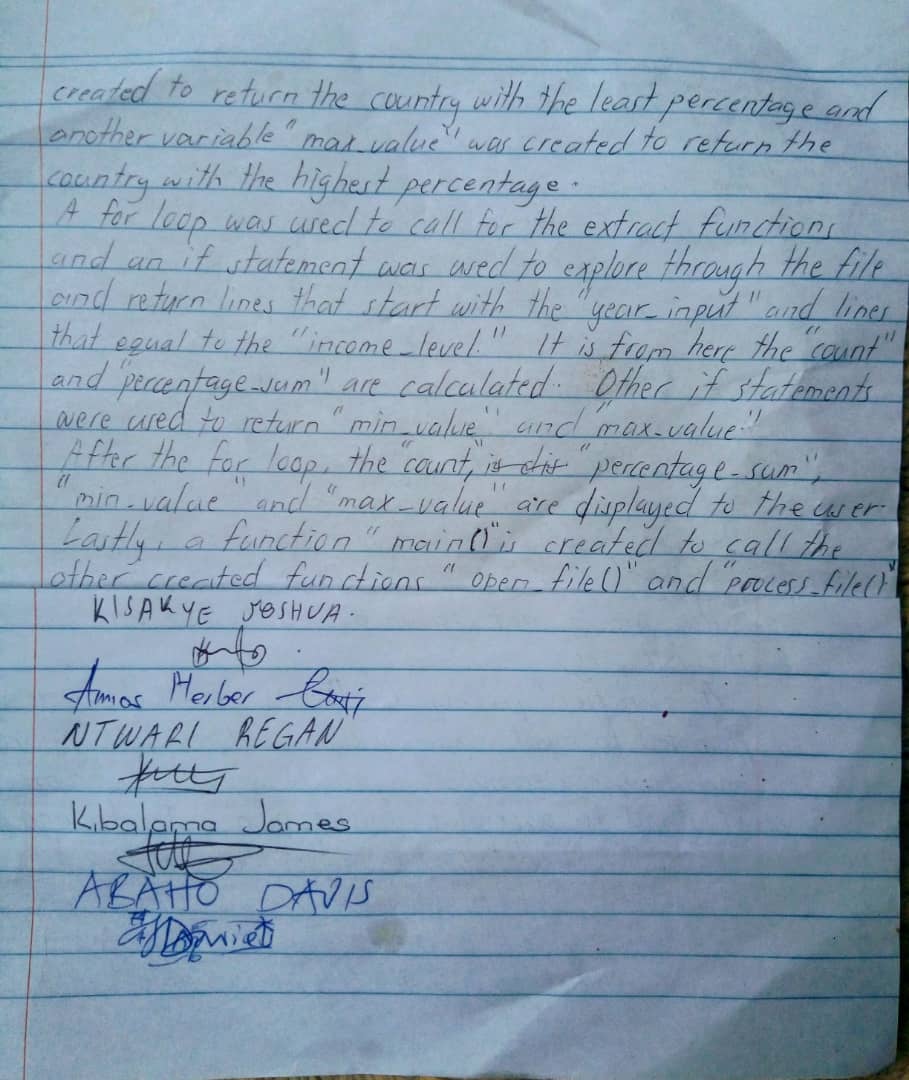 created to return the country with the least percentage and
another variable "max_value" was created to return the
country with the highest percentage.
A for loop was used to call for the extract functions
and an if statement was used to explore through the file
and return lines that start with the "year_input" and lines
that equal to the "income_level." It is from here the "count"
and "percentage_sum" are calculated. Other if statements
were used to return "min_value" and "max_value".
After the for loop, the "count," "percentage_sum",
"min_value" and "max_value" are displayed to the user.
Lastly, a function "main()" is created to call the
other created functions "open_file()" and "process_file()"
KISAKYE JOSHUA.
Amios Herber
NTWARI REGAN
Kibalama James
ABAHO DAVIS